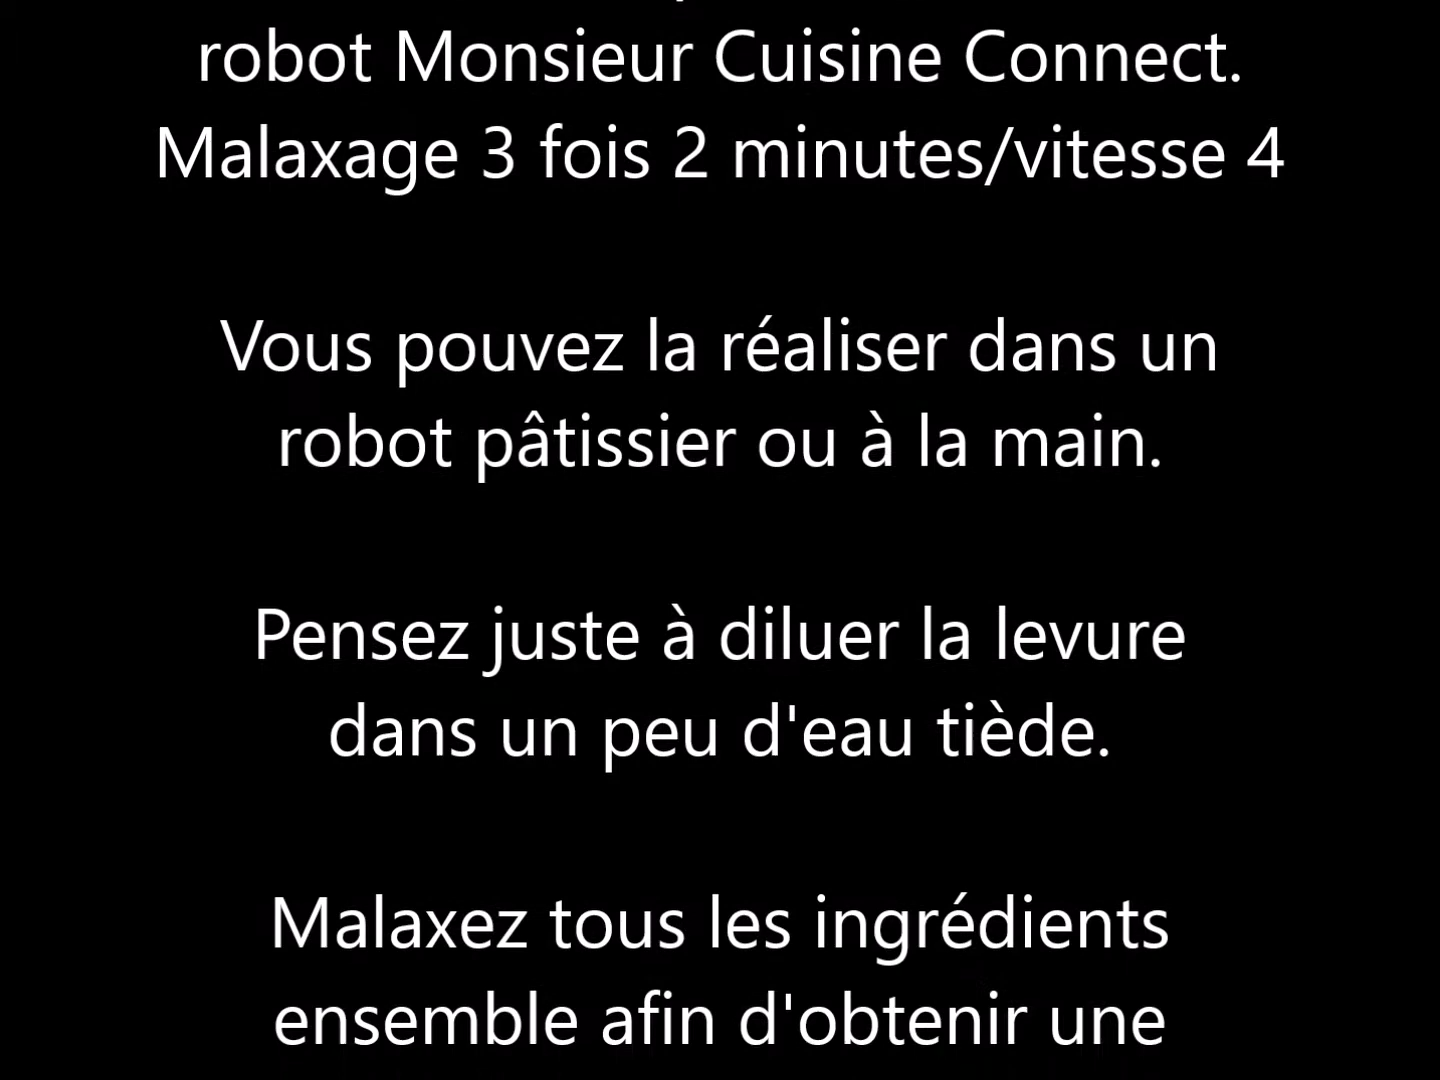 robot Monsieur Cuisine Connect.
Malaxage 3 fois 2 minutes/vitesse 4
Vous pouvez la réaliser dans un
robot pâtissier ou à la main.
Pensez juste à diluer la levure
dans un peu d'eau tiède.
Malaxez tous les ingrédients
ensemble afin d'obtenir une